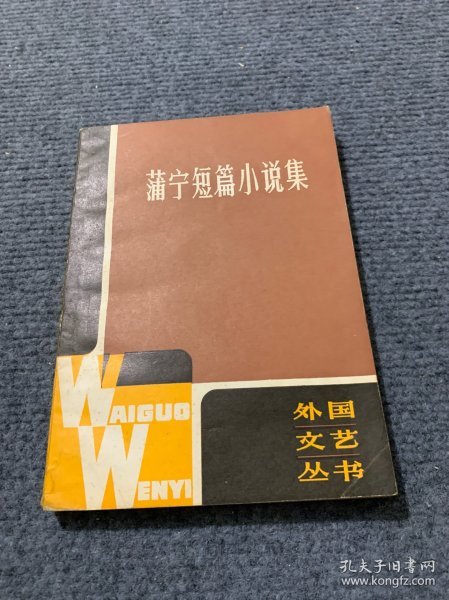 蒲宁短篇小说集
WAIGUO
WENYI
外国
文艺
丛书
孔夫子旧书网
www.kongfz.com